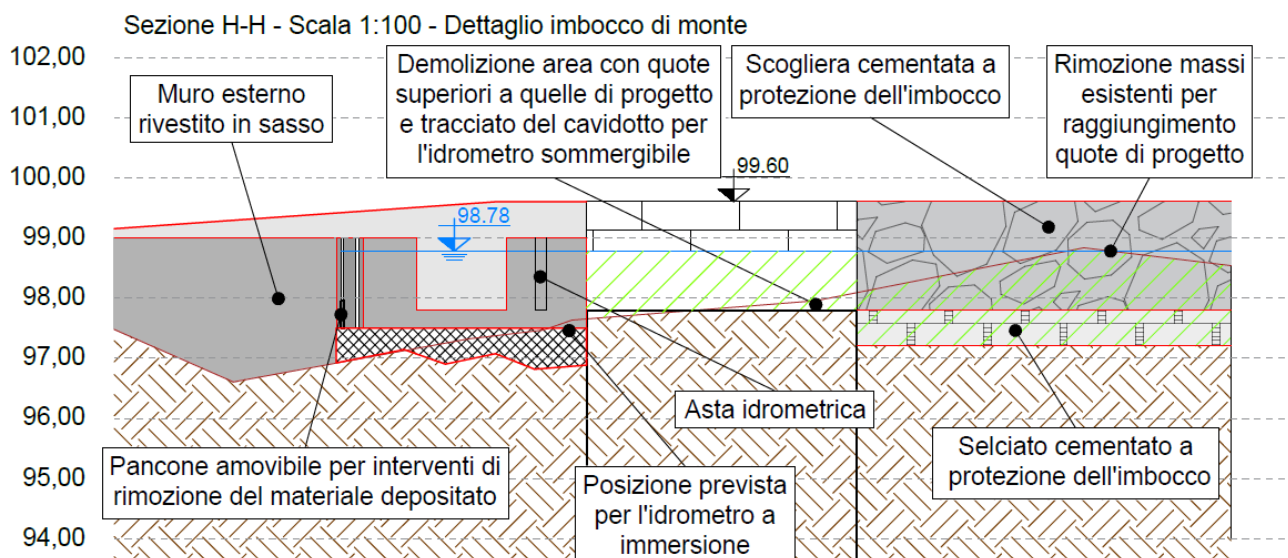 Sezione H-H - Scala 1:100 - Dettaglio imbocco di monte
102,00
101,00
100,00
99,00
98,00
97,00
96,00
95,00
94,00
Muro esterno
rivestito in sasso
Demolizione area con quote
superiori a quelle di progetto
e tracciato del cavidotto per
l'idrometro sommergibile
Scogliera cementata a
protezione dell'imbocco
Rimozione massi
esistenti per
raggiungimento
quote di progetto
99.60
98.78
Asta idrometrica
Pancone amovibile per interventi di
rimozione del materiale depositato
Posizione prevista
per l'idrometro a
immersione
Selciato cementato a
protezione dell'imbocco